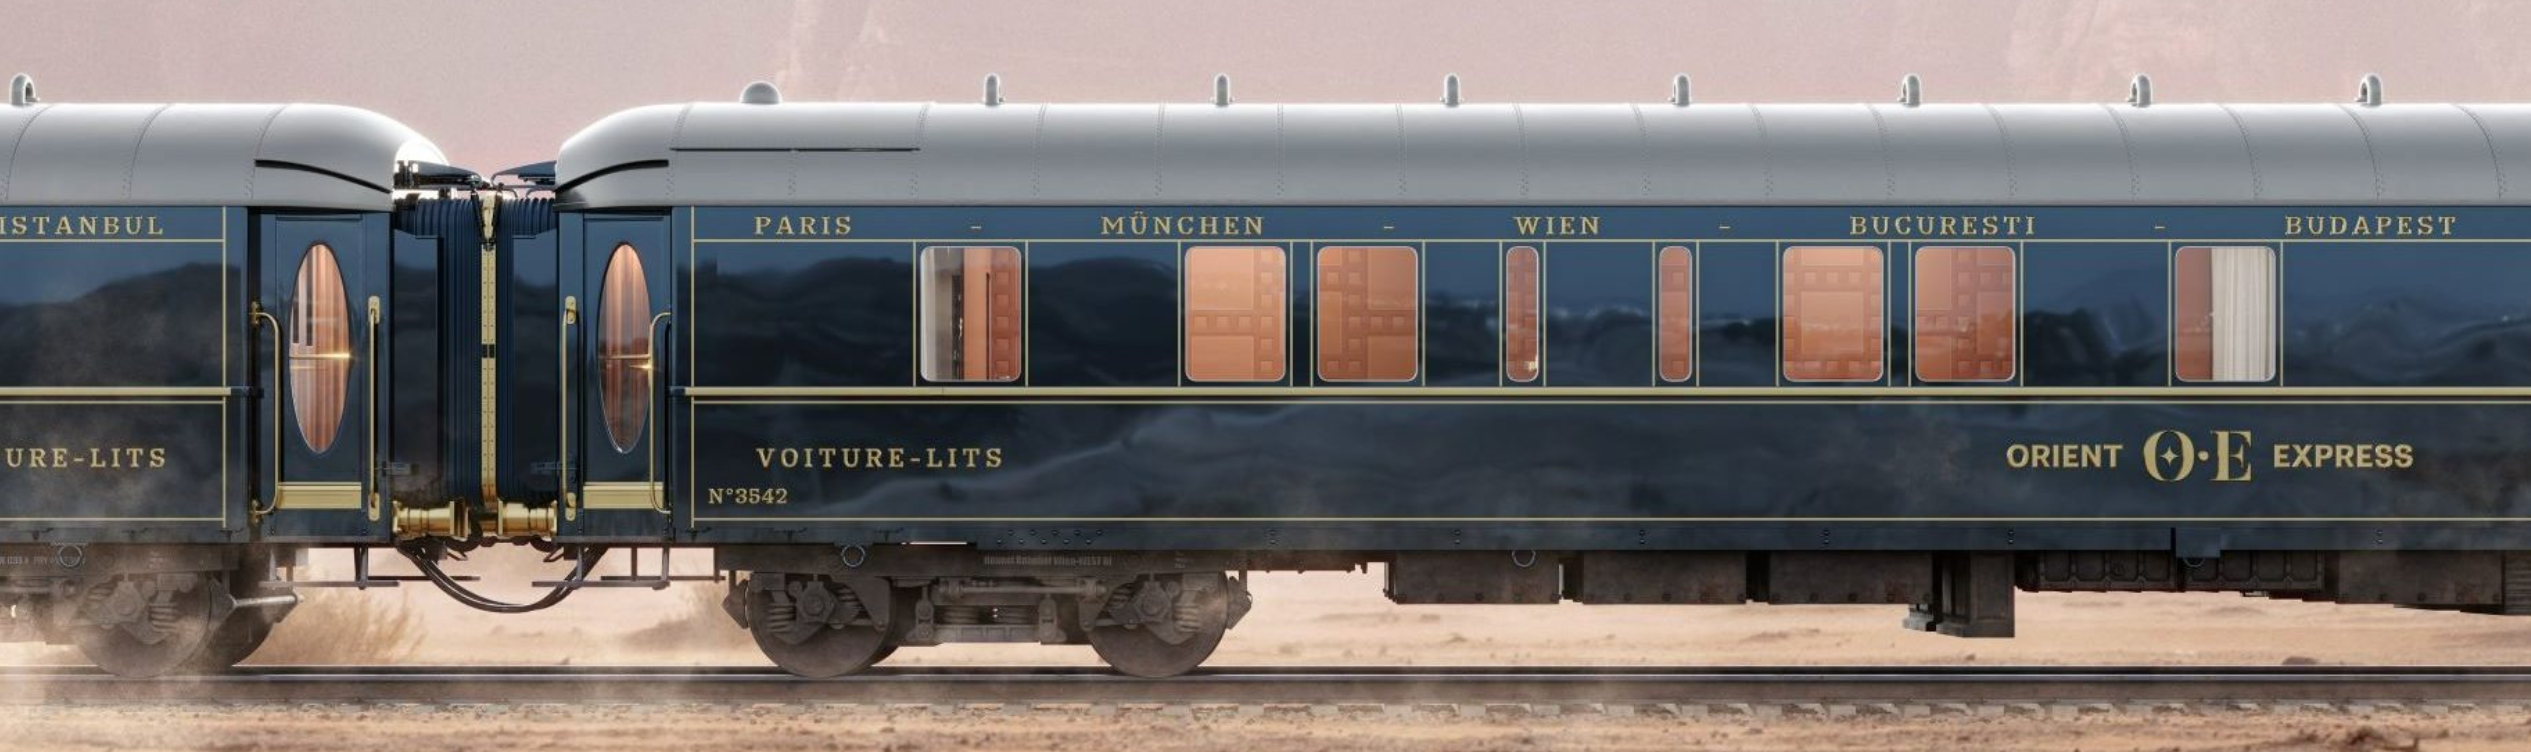 ISTANBUL
PARIS - MÜNCHEN - WIEN - BUCURESTI - BUDAPEST
URE-LITS
VOITURE-LITS
ORIENT O·E EXPRESS
N°3542